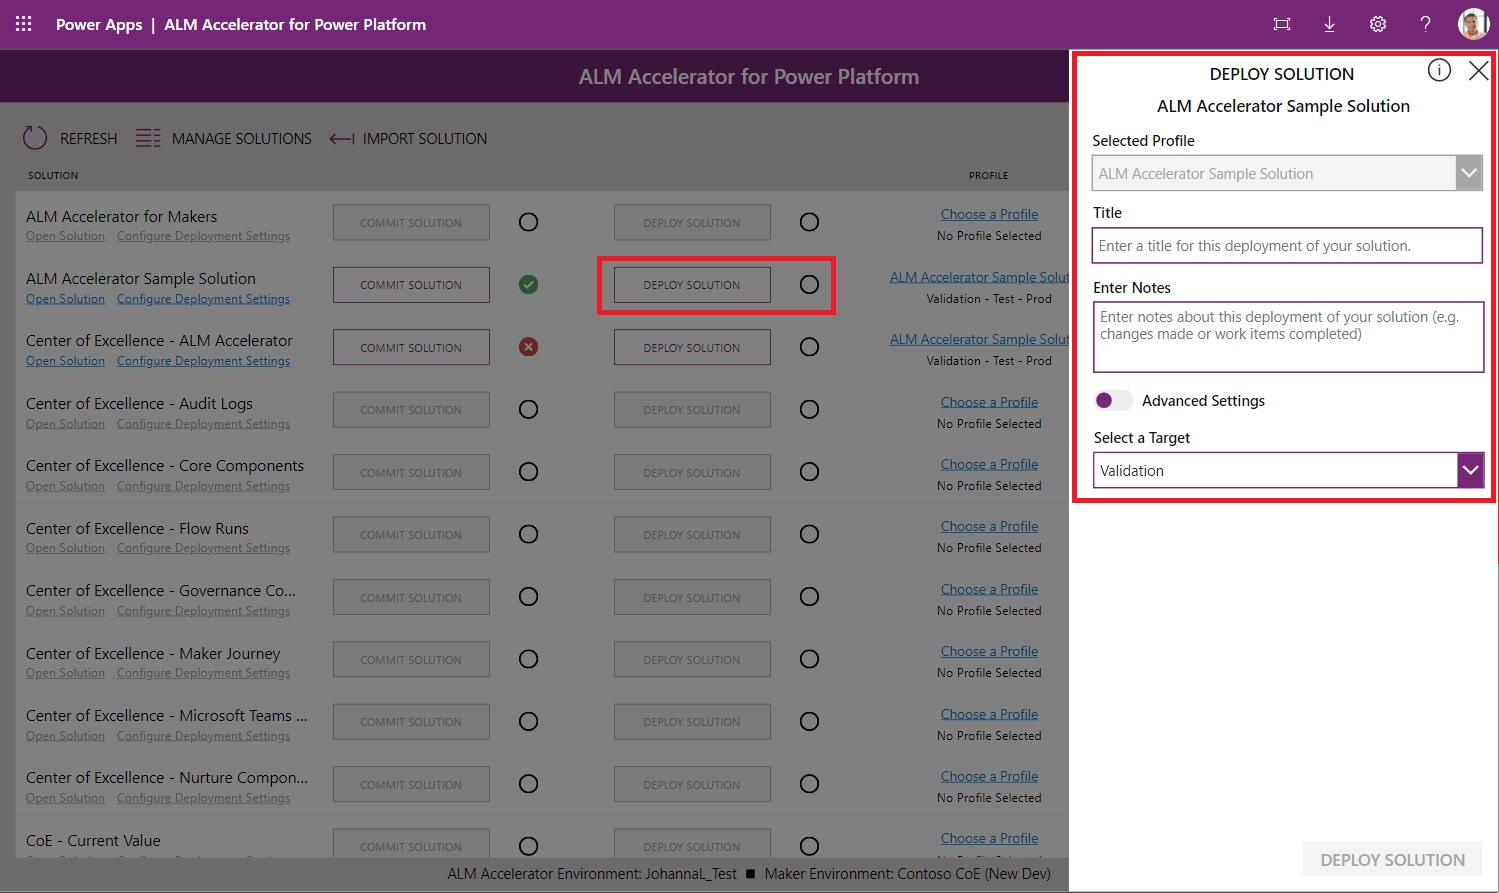 Power Apps | ALM Accelerator for Power Platform
?
ALM Accelerator for Power Platform
REFRESH MANAGE SOLUTIONS IMPORT SOLUTION
SOLUTION PROFILE
ALM Accelerator for Makers COMMIT SOLUTION DEPLOY SOLUTION Choose a Profile
Open Solution Configure Deployment Settings No Profile Selected
ALM Accelerator Sample Solution COMMIT SOLUTION DEPLOY SOLUTION ALM Accelerator Sample Solut
Open Solution Configure Deployment Settings Validation - Test - Prod
Center of Excellence - ALM Accelerator COMMIT SOLUTION DEPLOY SOLUTION ALM Accelerator Sample Solut
Open Solution Configure Deployment Settings Validation - Test - Prod
Center of Excellence - Audit Logs COMMIT SOLUTION DEPLOY SOLUTION Choose a Profile
Open Solution Configure Deployment Settings No Profile Selected
Center of Excellence - Core Components COMMIT SOLUTION DEPLOY SOLUTION Choose a Profile
Open Solution Configure Deployment Settings No Profile Selected
Center of Excellence - Flow Runs COMMIT SOLUTION DEPLOY SOLUTION Choose a Profile
Open Solution Configure Deployment Settings No Profile Selected
Center of Excellence - Governance Co... COMMIT SOLUTION DEPLOY SOLUTION Choose a Profile
Open Solution Configure Deployment Settings No Profile Selected
Center of Excellence - Maker Journey COMMIT SOLUTION DEPLOY SOLUTION Choose a Profile
Open Solution Configure Deployment Settings No Profile Selected
Center of Excellence - Microsoft Teams ... COMMIT SOLUTION DEPLOY SOLUTION Choose a Profile
Open Solution Configure Deployment Settings No Profile Selected
Center of Excellence - Nurture Compon... COMMIT SOLUTION DEPLOY SOLUTION Choose a Profile
Open Solution Configure Deployment Settings No Profile Selected
CoE - Current Value COMMIT SOLUTION DEPLOY SOLUTION Choose a Profile
ALM Accelerator Environment: JohannaL_Test ■ Maker Environment: Contoso CoE (New Dev)
DEPLOY SOLUTION
ALM Accelerator Sample Solution
Selected Profile
ALM Accelerator Sample Solution
Title
Enter a title for this deployment of your solution.
Enter Notes
Enter notes about this deployment of your solution (e.g.
changes made or work items completed)
Advanced Settings
Select a Target
Validation
DEPLOY SOLUTION